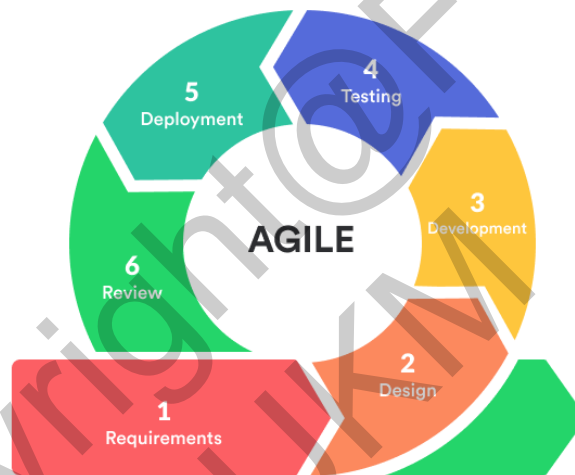 5
Deployment
4
Testing
3
Development
AGILE
6
Review
2
Design
1
Requirements